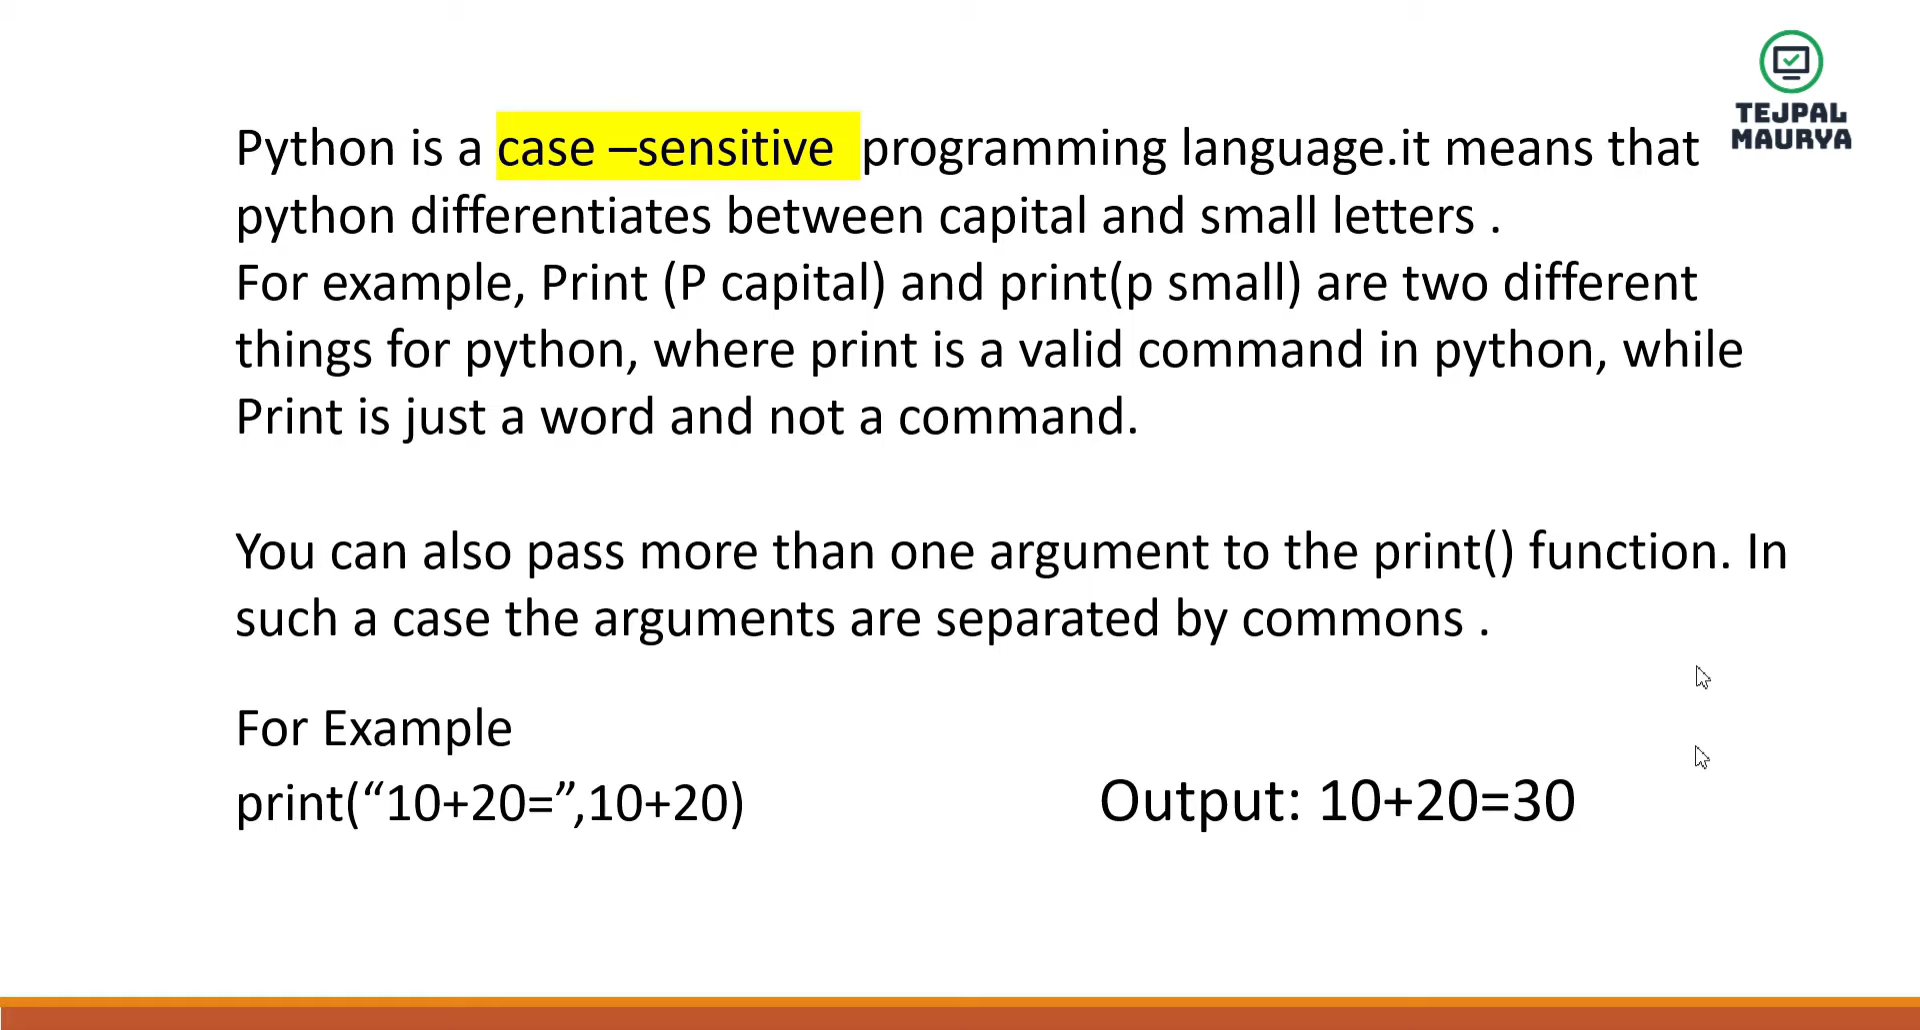 TEJPAL
MAURYA
Python is a case –sensitive programming language.it means that
python differentiates between capital and small letters .
For example, Print (P capital) and print(p small) are two different
things for python, where print is a valid command in python, while
Print is just a word and not a command.
You can also pass more than one argument to the print() function. In
such a case the arguments are separated by commons .
For Example
print(“10+20=”,10+20)
Output: 10+20=30